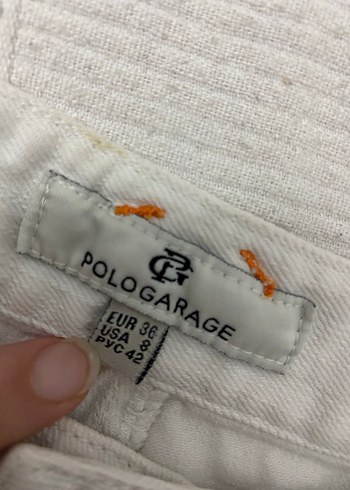 PG
POLOGARAGE
EUR 36
USA 8
РУС 42